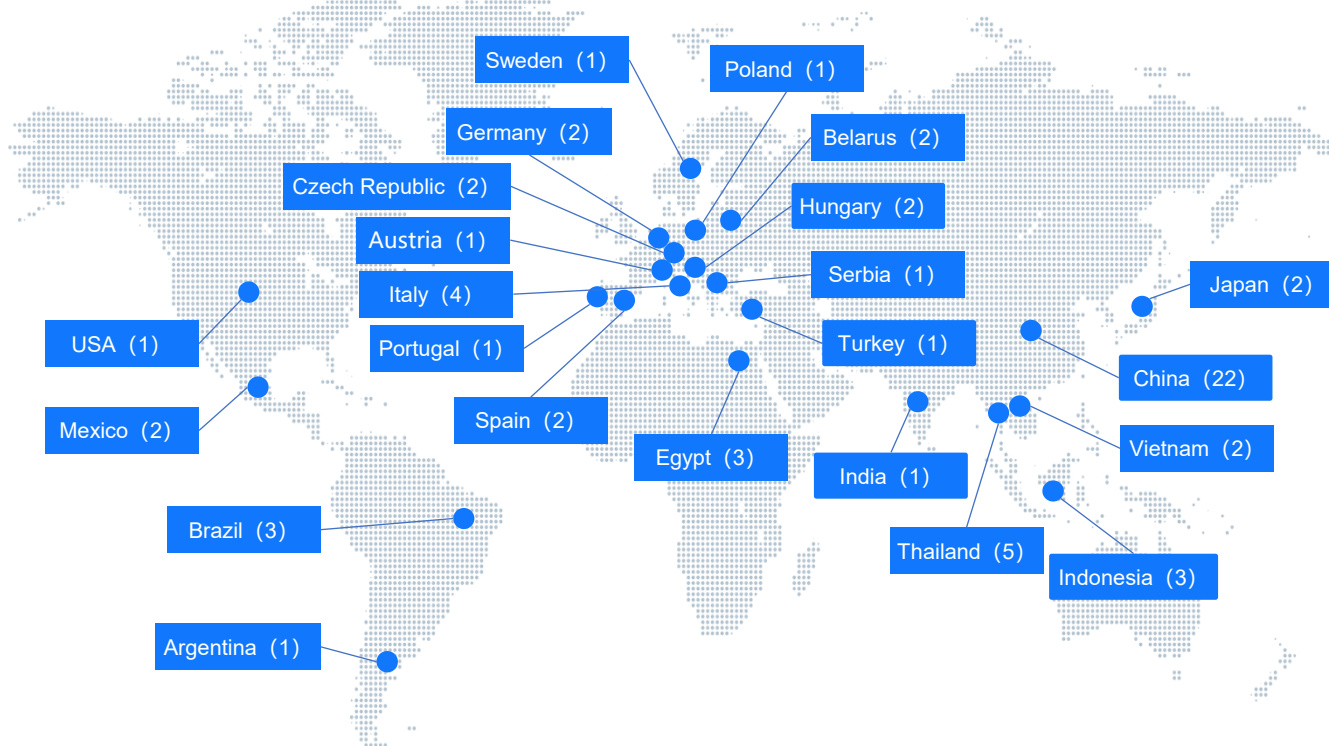 Sweden（1）
Poland（1）
Germany（2）
Belarus（2）
Czech Republic（2）
Hungary（2）
Austria（1）
Serbia（1）
Italy（4）
Japan（2）
USA（1）
Portugal（1）
Turkey（1）
China（22）
Mexico（2）
Spain（2）
Egypt（3）
India（1）
Vietnam（2）
Brazil（3）
Thailand（5）
Indonesia（3）
Argentina（1）